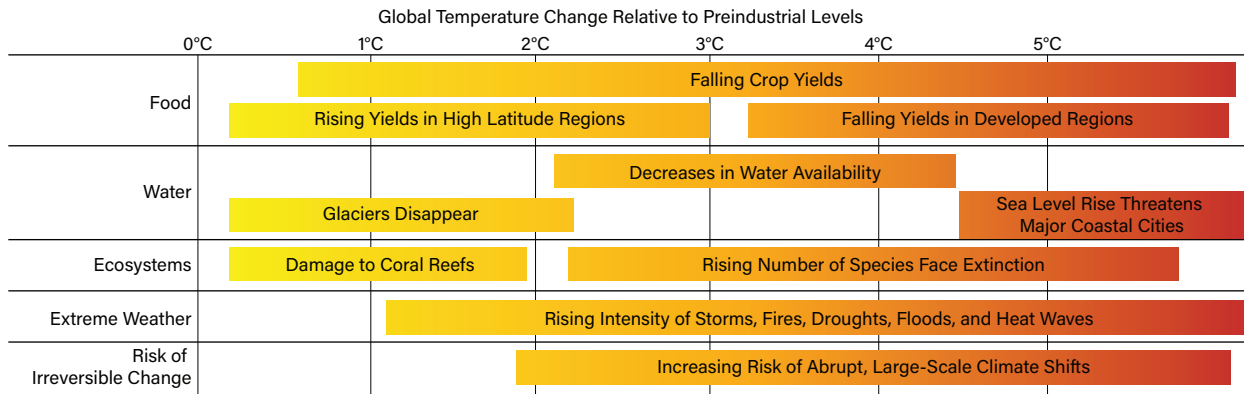 Global Temperature Change Relative to Preindustrial Levels
0°C 1°C 2°C 3°C 4°C 5°C
Food
Falling Crop Yields
Rising Yields in High Latitude Regions
Falling Yields in Developed Regions
Water
Decreases in Water Availability
Glaciers Disappear
Sea Level Rise Threatens
Major Coastal Cities
Ecosystems
Damage to Coral Reefs
Rising Number of Species Face Extinction
Extreme Weather
Rising Intensity of Storms, Fires, Droughts, Floods, and Heat Waves
Risk of
Irreversible Change
Increasing Risk of Abrupt, Large-Scale Climate Shifts